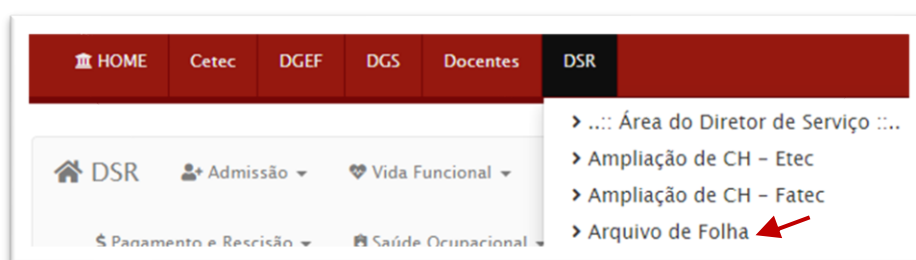 HOME Cetec DGEF DGS Docentes DSR
> ..:: Área do Diretor de Serviço ::..
> Ampliação de CH – Etec
> Ampliação de CH – Fatec
> Arquivo de Folha
DSR Admissão Vida Funcional
$ Pagamento e Rescisão Saúde Ocupacional